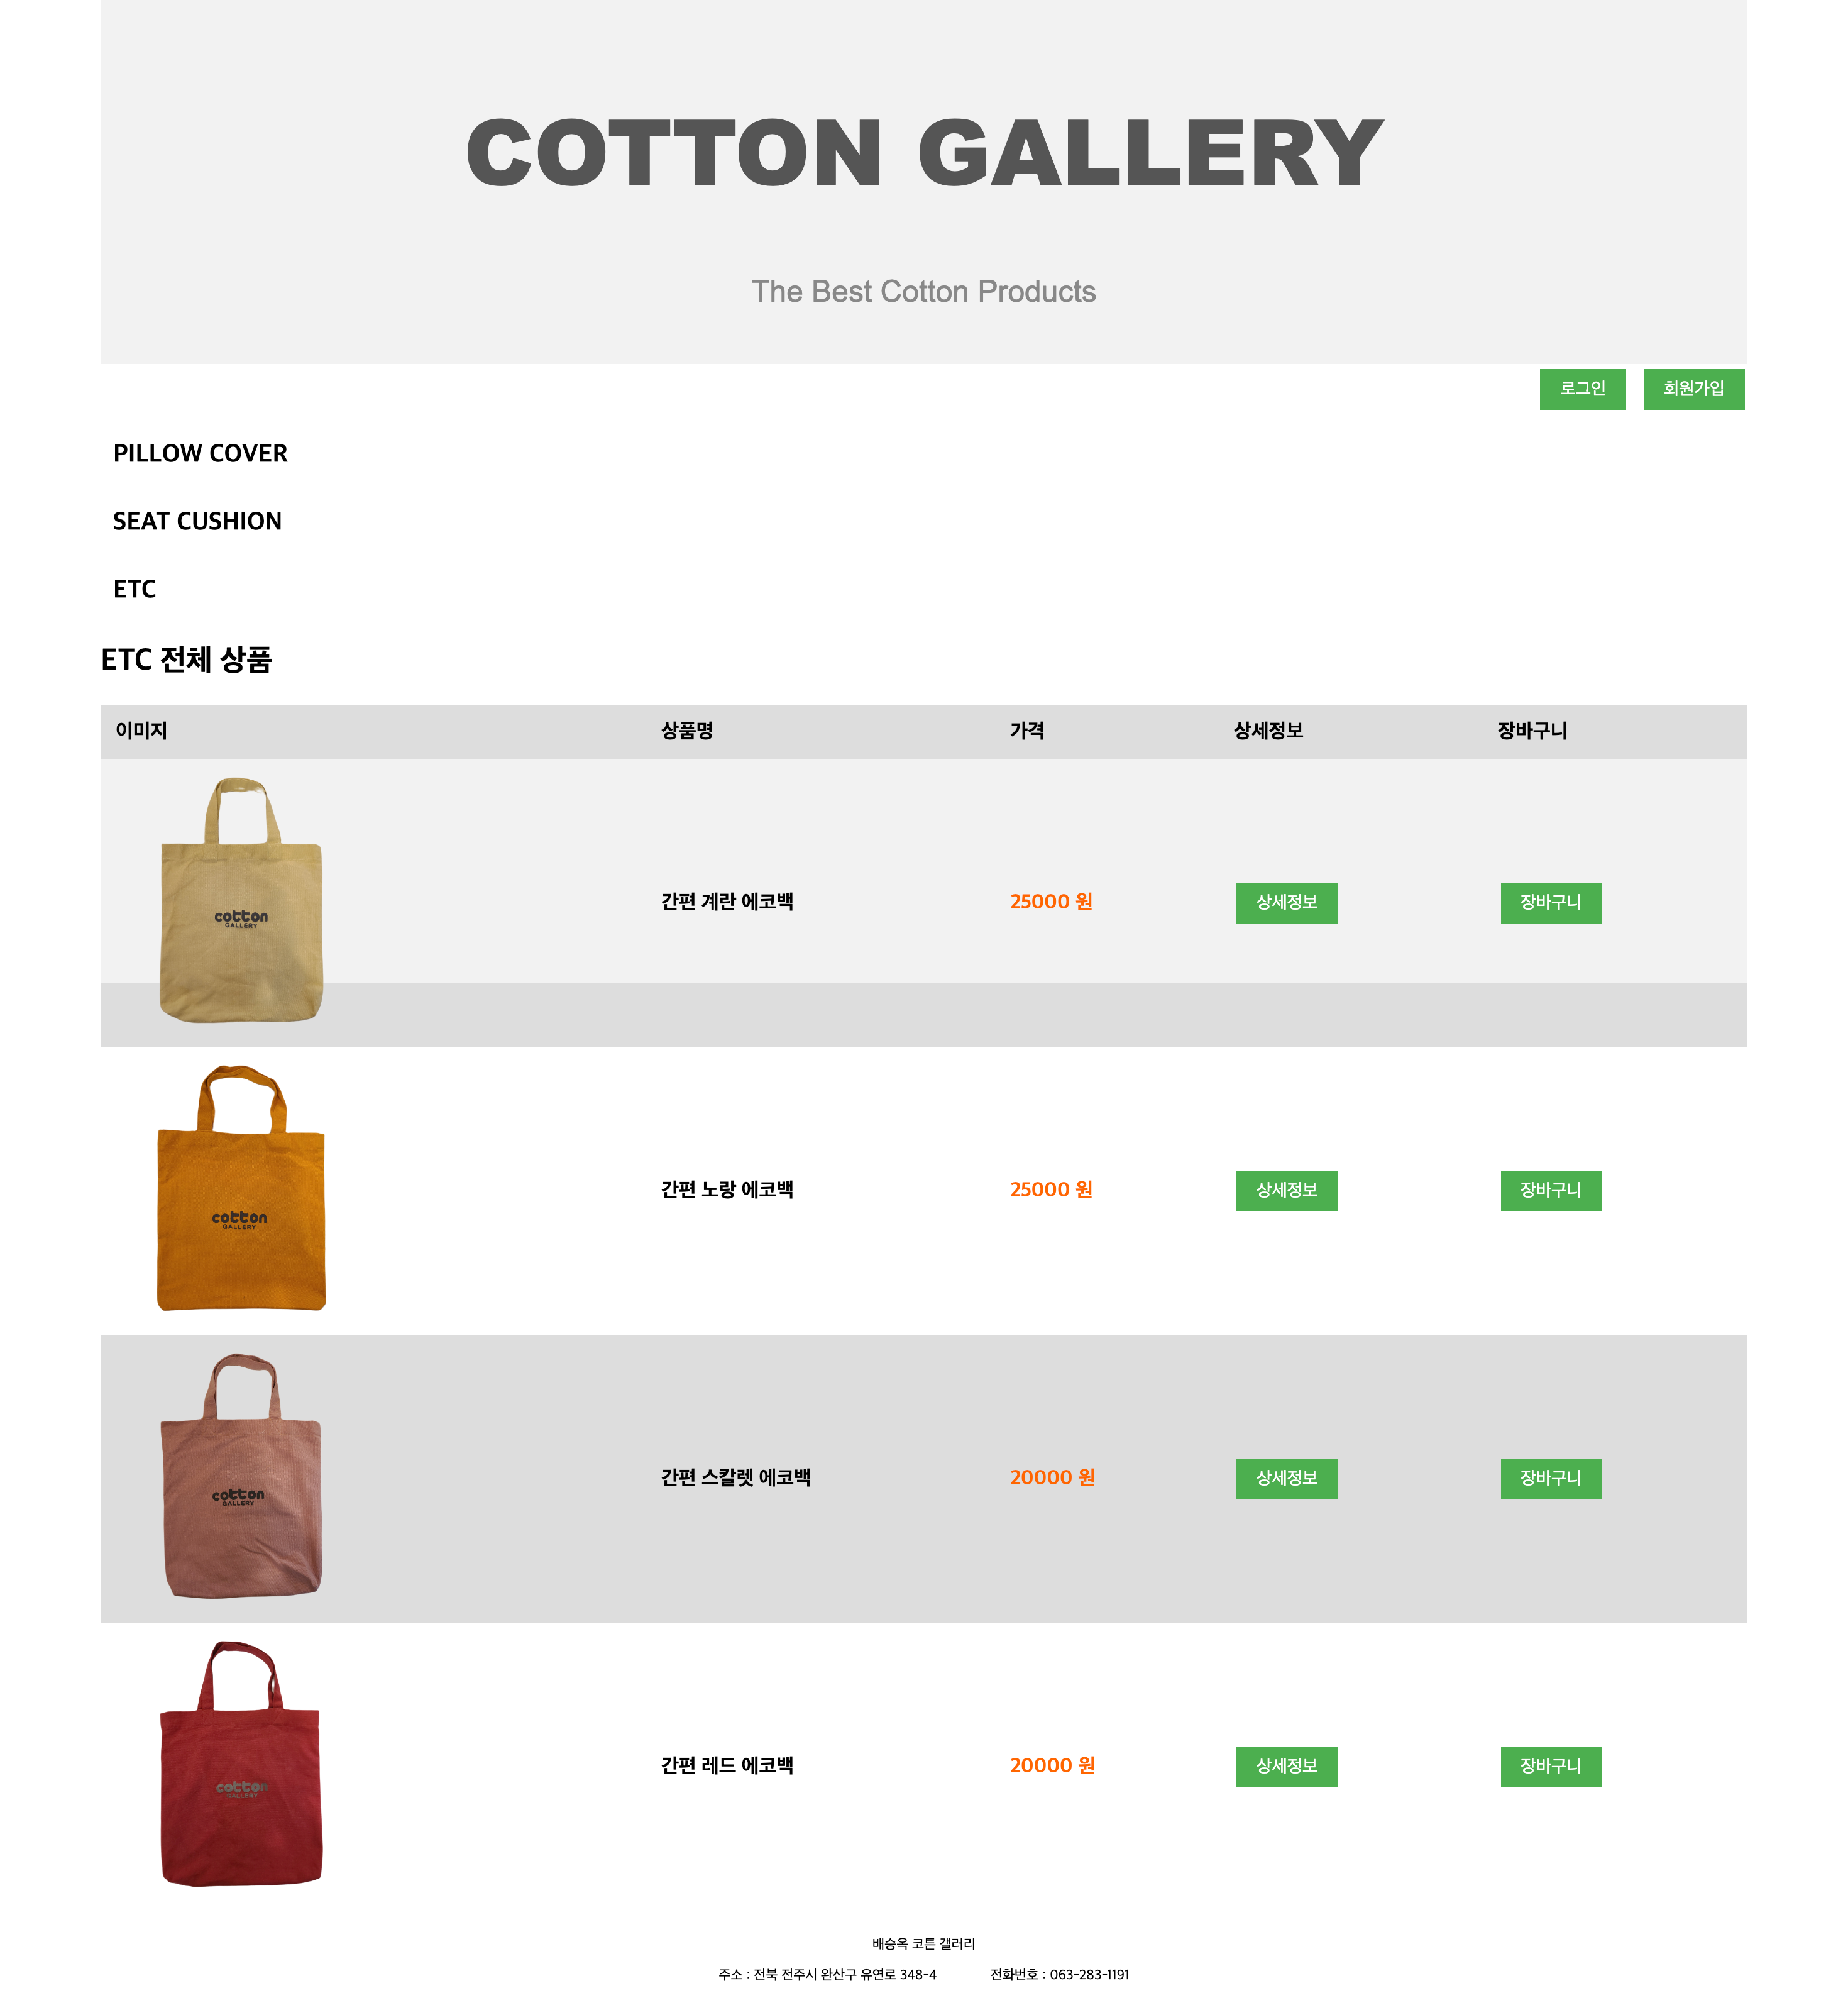 COTTON GALLERY
The Best Cotton Products
로그인 회원가입
PILLOW COVER
SEAT CUSHION
ETC
ETC 전체 상품
이미지 상품명 가격 상세정보 장바구니
cotton
GALLERY
간편 계란 에코백 25000 원 상세정보 장바구니
cotton
GALLERY
간편 노랑 에코백 25000 원 상세정보 장바구니
cotton
GALLERY
간편 스칼렛 에코백 20000 원 상세정보 장바구니
cotton
GALLERY
간편 레드 에코백 20000 원 상세정보 장바구니
배승옥 코튼 갤러리
주소 : 전북 전주시 완산구 유연로 348-4 전화번호 : 063-283-1191